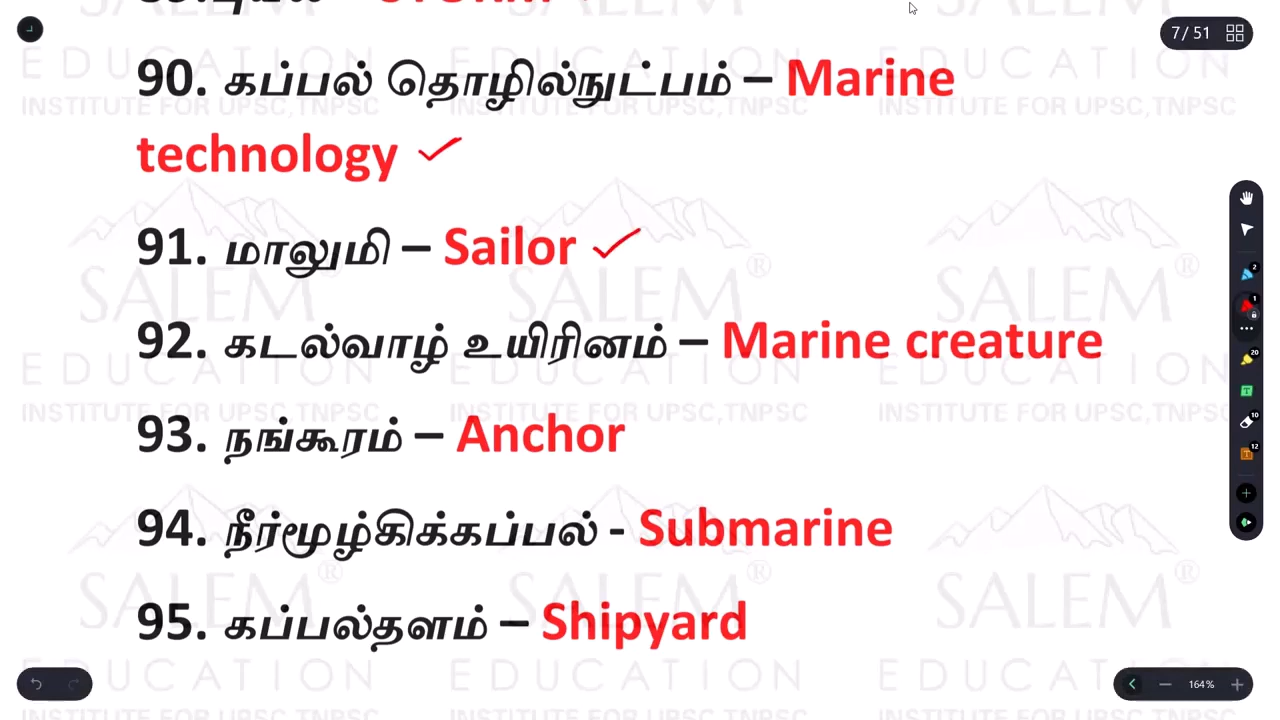 7/ 51
90. கப்பல் தொழில்நுட்பம் – Marine
technology
91. மாலுமி – Sailor
92. கடல்வாழ் உயிரினம் – Marine creature
93. நங்கூரம் – Anchor
94. நீர்மூழ்கிக்கப்பல் - Submarine
95. கப்பல்தளம் – Shipyard
SALEM®
EDUCATION
INSTITUTE FOR UPSC,TNPSC
164%